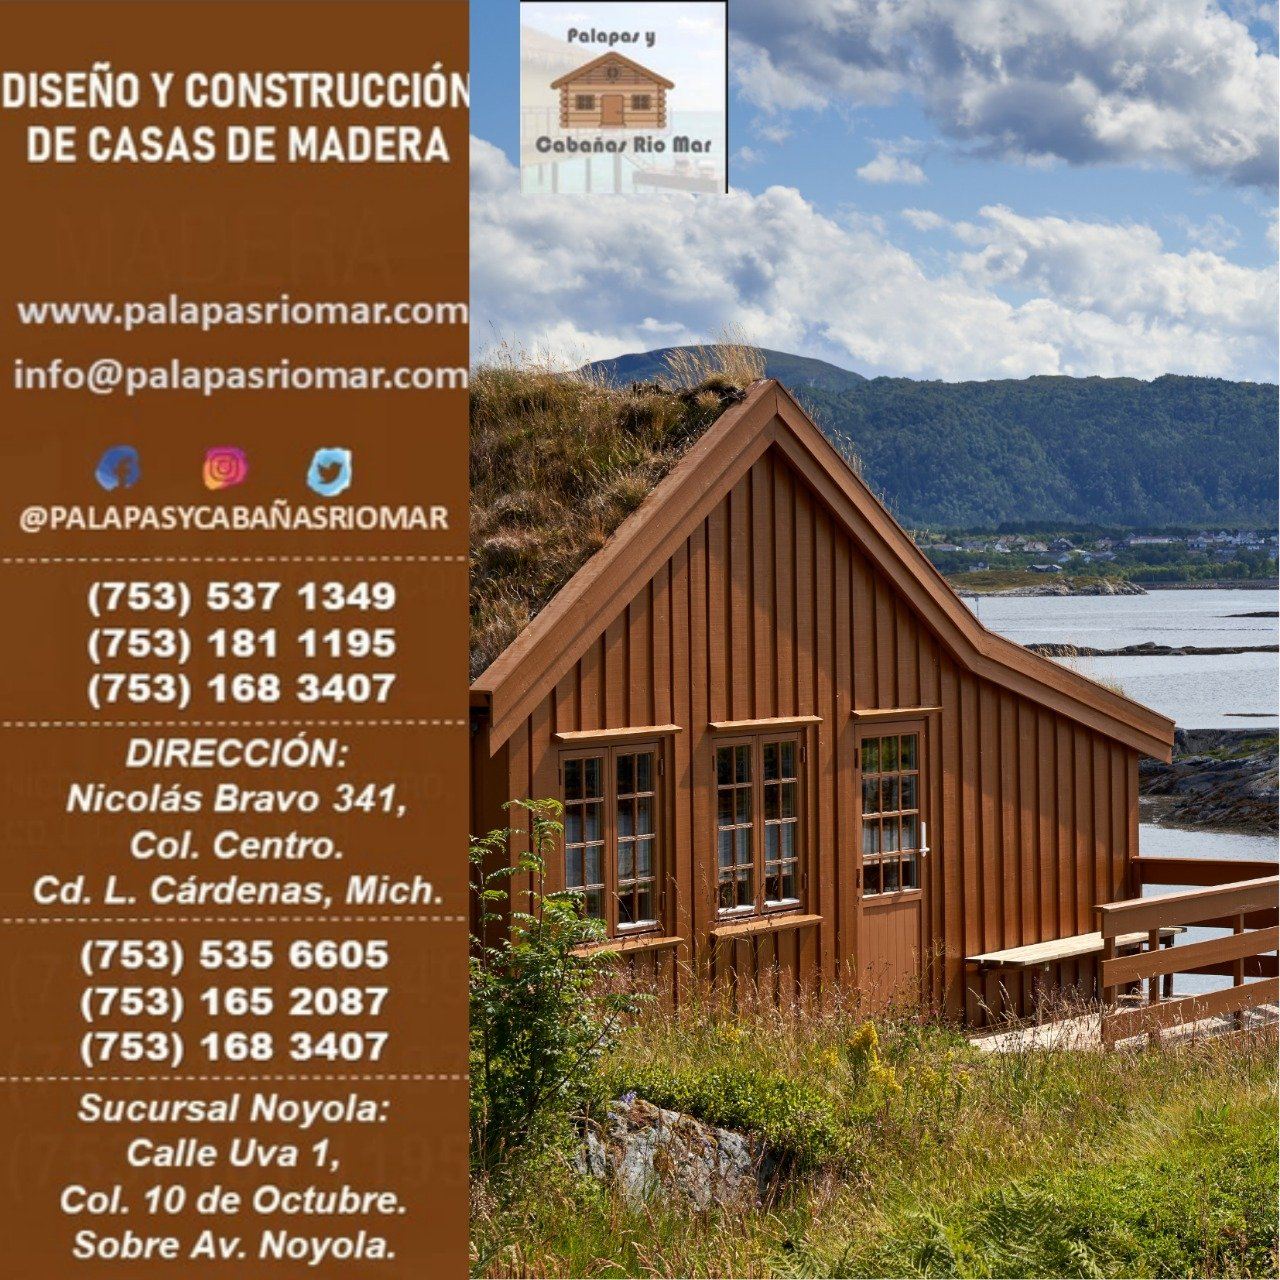 DISEÑO Y CONSTRUCCIÓN
DE CASAS DE MADERA
Palapas y
Cabañas Rio Mar
MADERA
www.palapasriomar.com
info@palapasriomar.com
@PALAPASYCABAÑASRIOMAR
(753) 537 1349
(753) 181 1195
(753) 168 3407
DIRECCIÓN:
Nicolás Bravo 341,
Col. Centro.
Cd. L. Cárdenas, Mich.
(753) 535 6605
(753) 165 2087
(753) 168 3407
Sucursal Noyola:
Calle Uva 1,
Col. 10 de Octubre.
Sobre Av. Noyola.